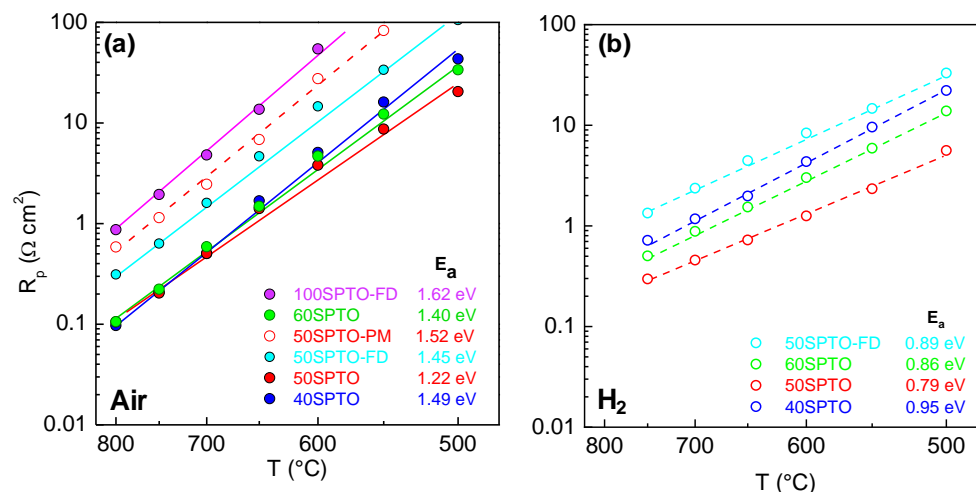 (a)
100
10
1
0.1
0.01
R_p (Ω cm²)
E_a
100SPTO-FD 1.62 eV
60SPTO 1.40 eV
50SPTO-PM 1.52 eV
50SPTO-FD 1.45 eV
50SPTO 1.22 eV
40SPTO 1.49 eV
Air
800 700 600 500
T (°C)
(b)
100
10
1
0.1
0.01
E_a
50SPTO-FD 0.89 eV
60SPTO 0.86 eV
50SPTO 0.79 eV
40SPTO 0.95 eV
H₂
800 700 600 500
T (°C)